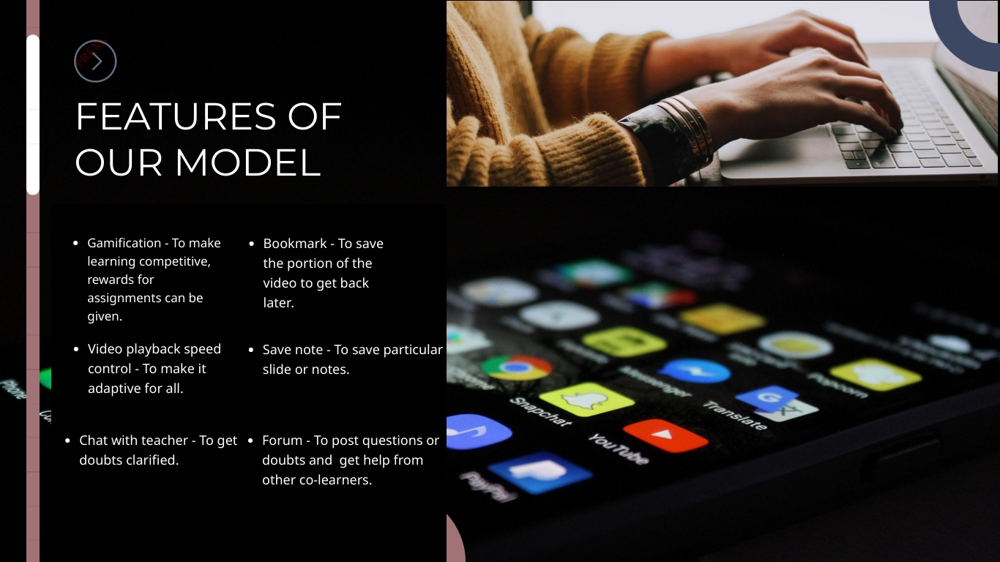 FEATURES OF
OUR MODEL
Gamification - To make
learning competitive,
rewards for
assignments can be
given.
Bookmark - To save
the portion of the
video to get back
later.
Video playback speed
control - To make it
adaptive for all.
Save note - To save particular
slide or notes.
Chat with teacher - To get
doubts clarified.
Forum - To post questions or
doubts and  get help from
other co-learners.
Phone
Popcorn
Messenger
Translate
Snapchat
YouTube
PayPal